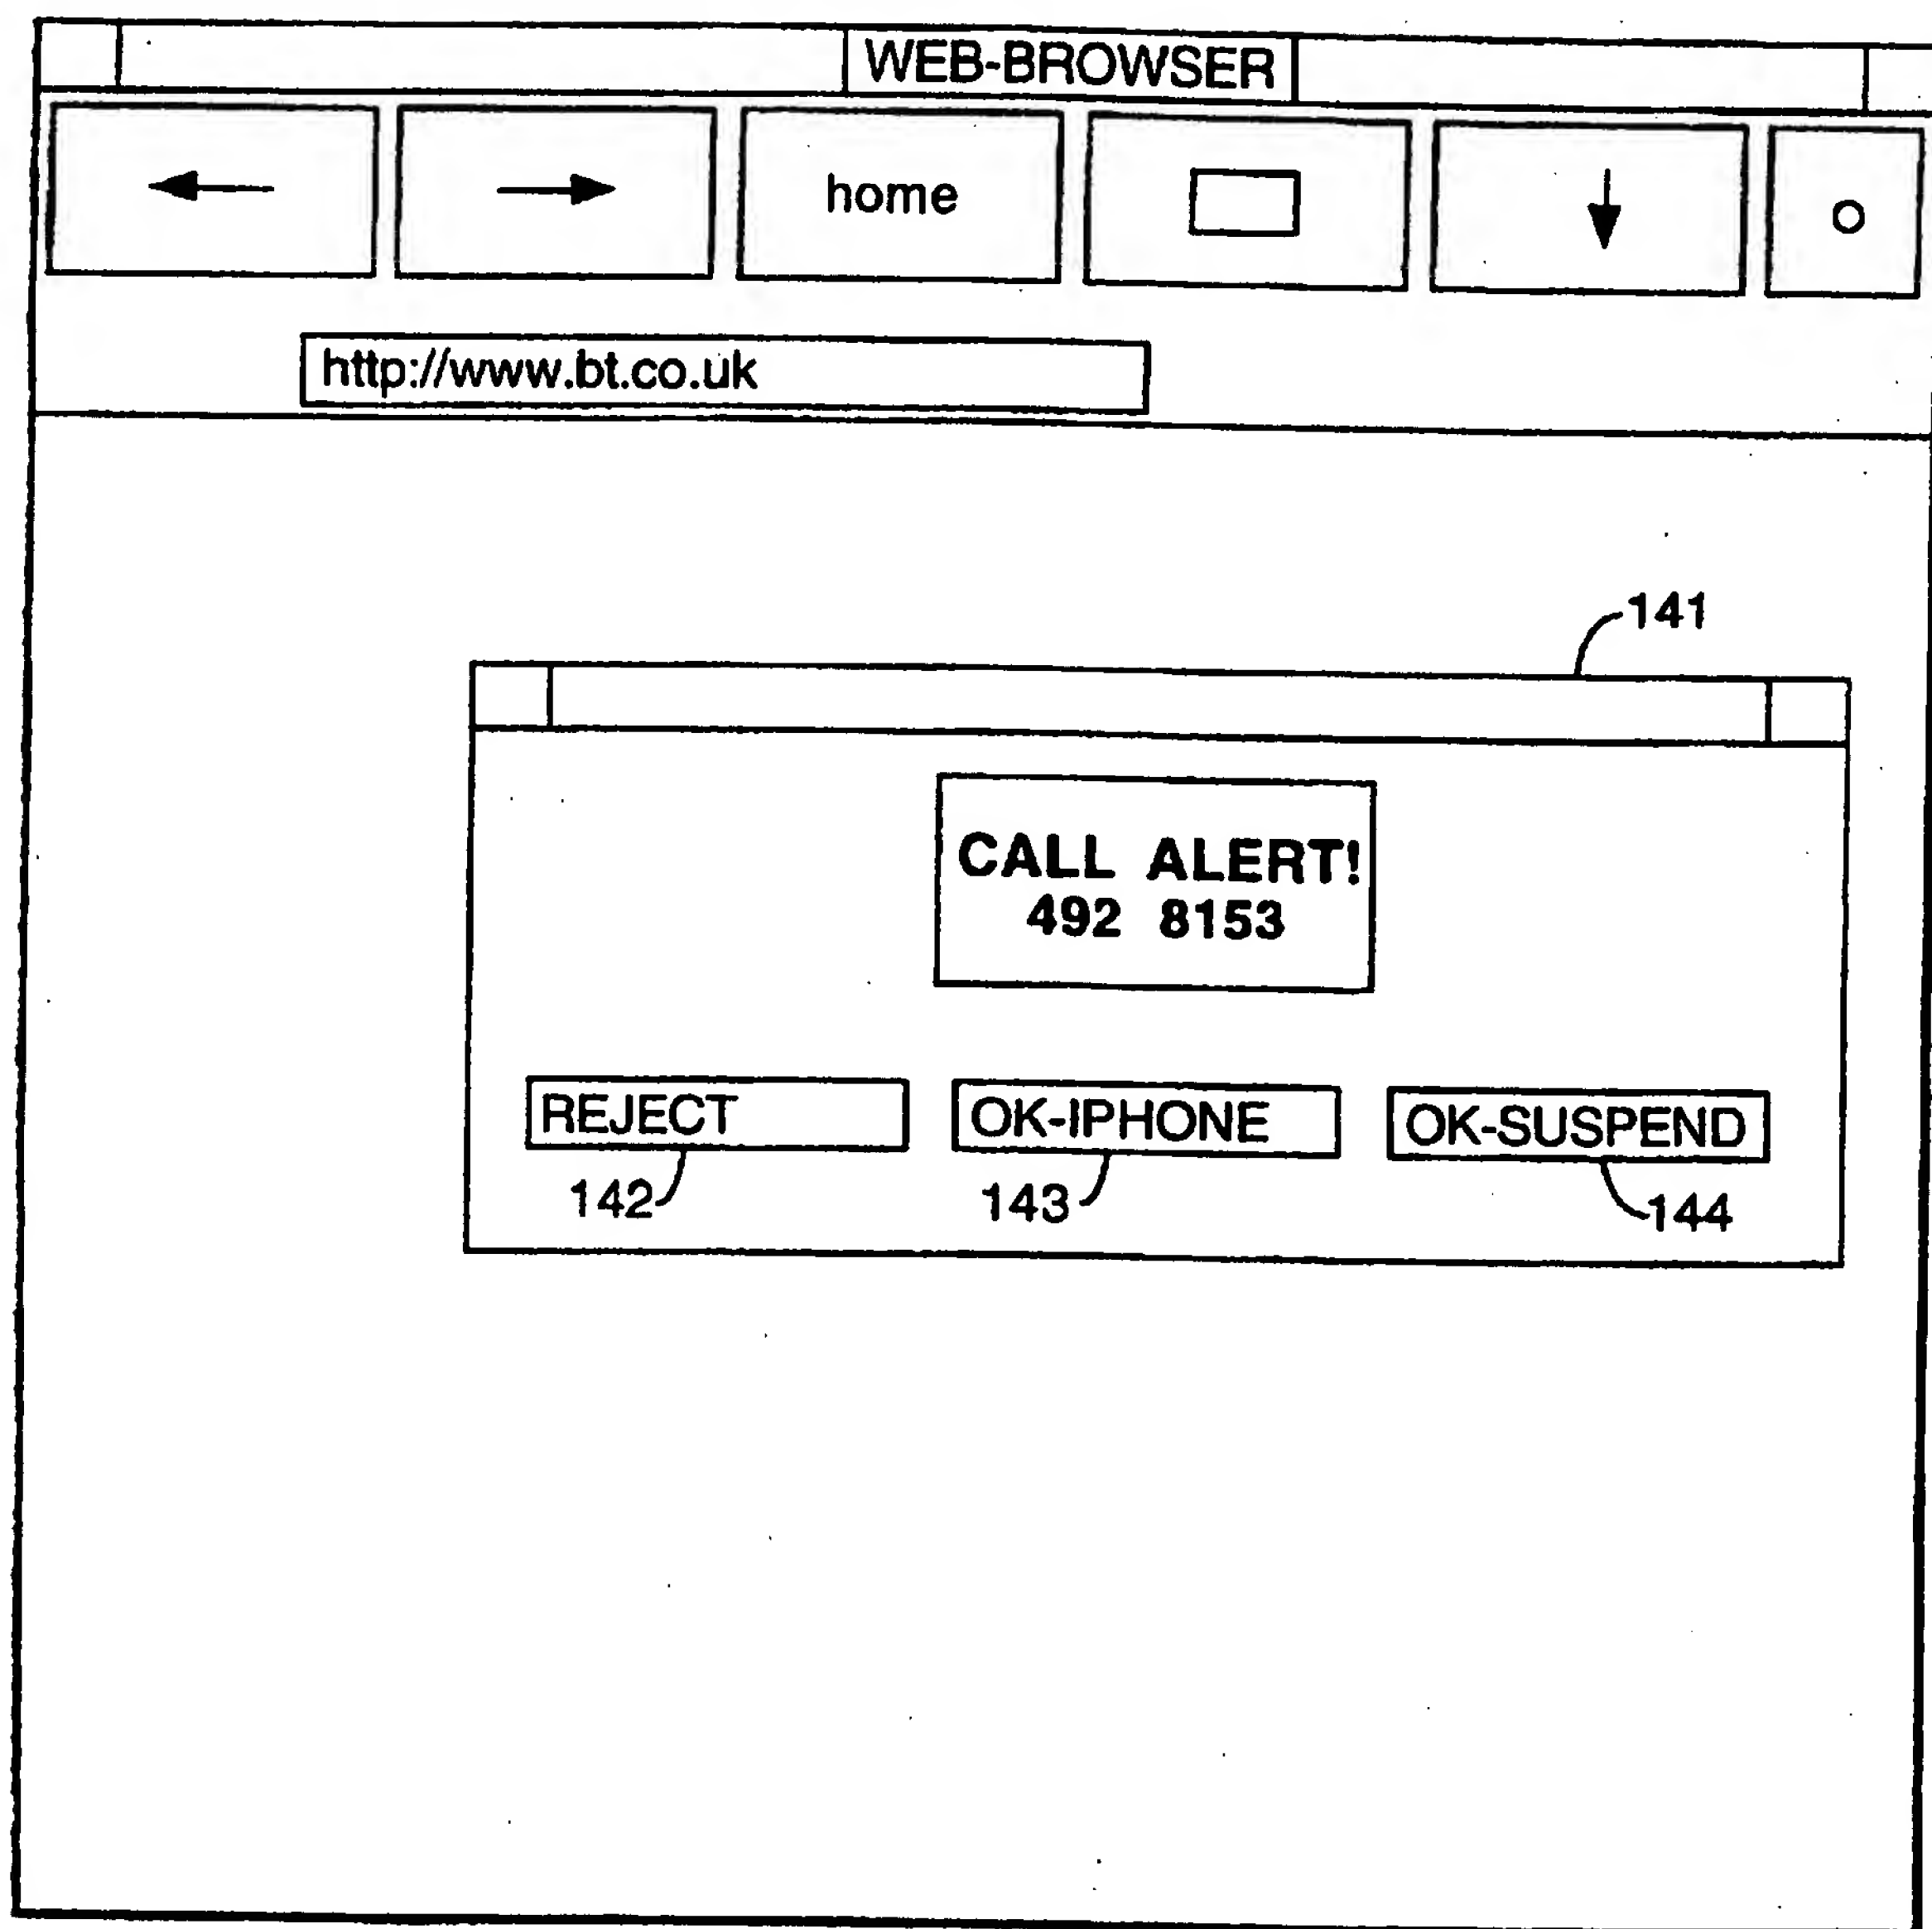 WEB-BROWSER
home
http://www.bt.co.uk
141
CALL ALERT!
492 8153
REJECT
OK-IPHONE
OK-SUSPEND
142
143
144